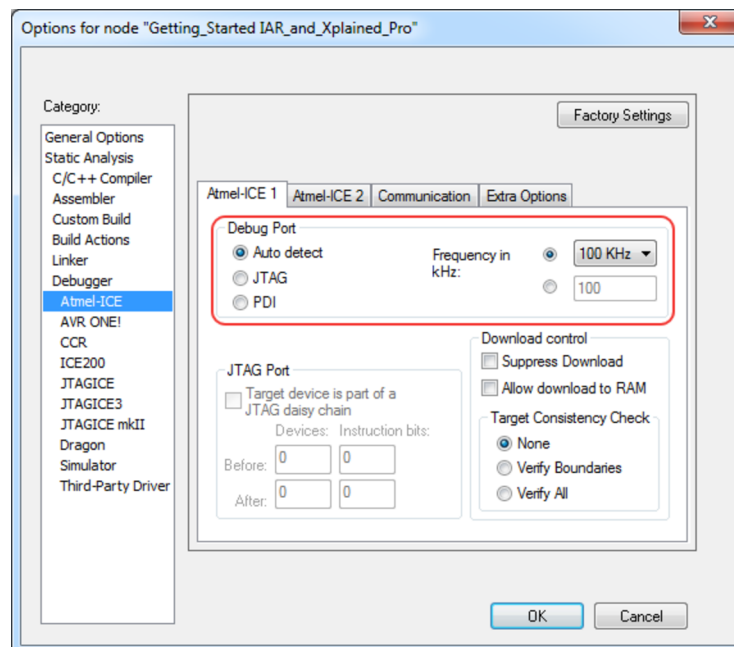 Options for node "Getting_Started IAR_and_Xplained_Pro"
Category:
Factory Settings
General Options
Static Analysis
C/C++ Compiler
Assembler
Custom Build
Build Actions
Linker
Debugger
Atmel-ICE
AVR ONE!
CCR
ICE200
JTAGICE
JTAGICE3
JTAGICE mkII
Dragon
Simulator
Third-Party Driver
Atmel-ICE 1 Atmel-ICE 2 Communication Extra Options
Debug Port
Auto detect
JTAG
PDI
Frequency in
kHz:
100 KHz
100
JTAG Port
Target device is part of a
JTAG daisy chain
Devices: Instruction bits:
Before: 0 0
After: 0 0
Download control
Suppress Download
Allow download to RAM
Target Consistency Check
None
Verify Boundaries
Verify All
OK Cancel